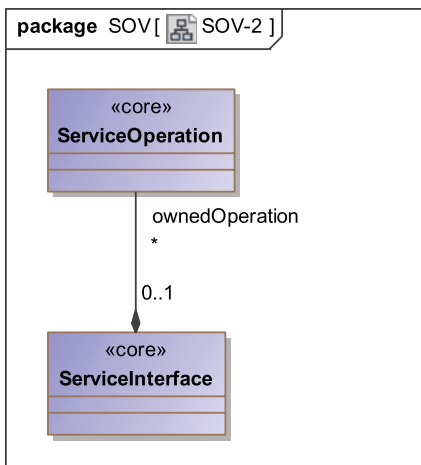 package SOV [ SOV-2 ]
«core»
ServiceOperation
ownedOperation
*
0..1
«core»
ServiceInterface